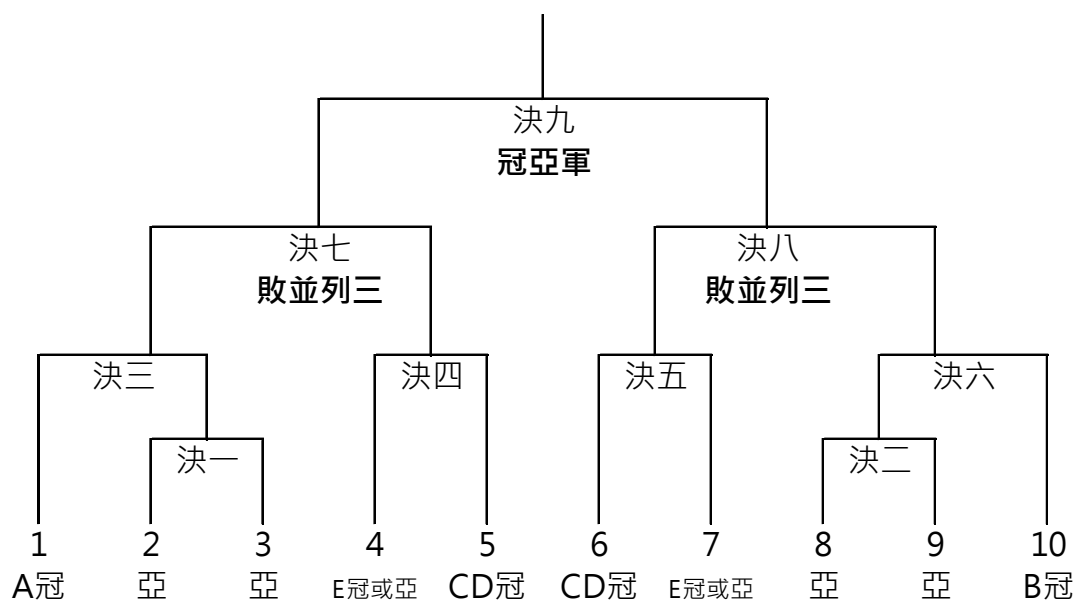 決九
冠亞軍
決七 決八
敗並列三 敗並列三
決三 決四 決五 決六
決一 決二
1 2 3 4 5 6 7 8 9 10
A冠 亞 亞 E冠或亞 CD冠 CD冠 E冠或亞 亞 亞 B冠